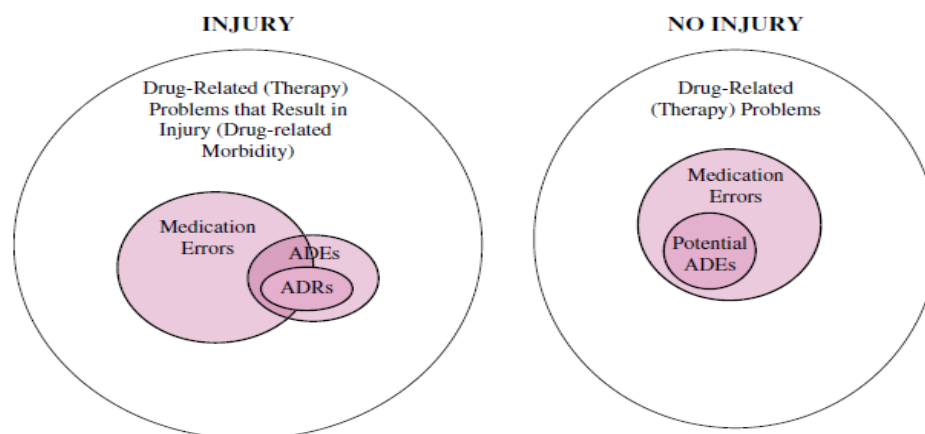 INJURY
Drug-Related (Therapy)
Problems that Result in
Injury (Drug-related
Morbidity)
Medication
Errors
ADEs
ADRs
NO INJURY
Drug-Related
(Therapy) Problems
Medication
Errors
Potential
ADEs